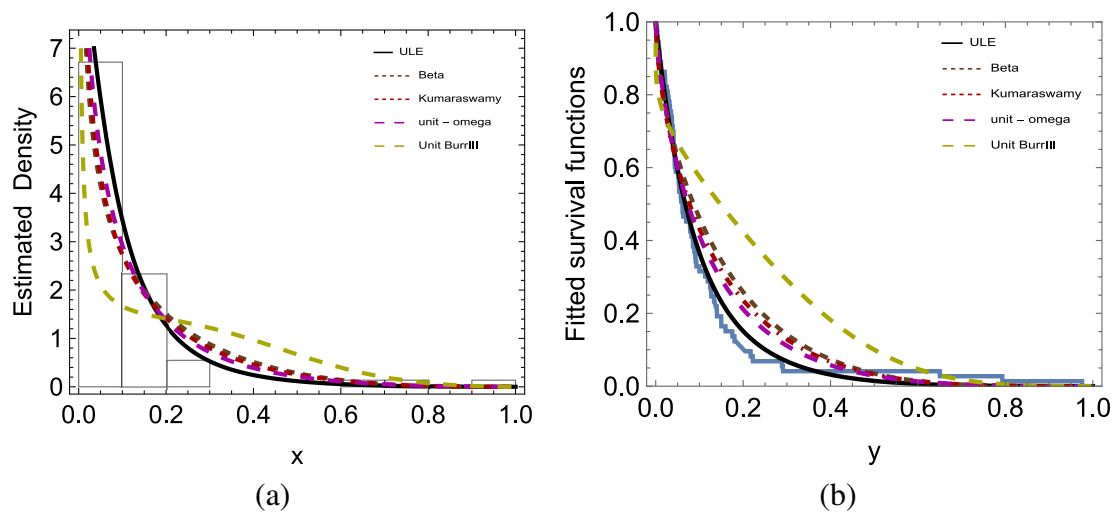 ULE
Beta
Kumaraswamy
unit – omega
Unit BurrIII
Estimated Density
7
6
5
4
3
2
1
0
0.0 0.2 0.4 0.6 0.8 1.0
x
(a)
ULE
Beta
Kumaraswamy
unit – omega
Unit BurrIII
Fitted survival functions
1.0
0.8
0.6
0.4
0.2
0.0
0.0 0.2 0.4 0.6 0.8 1.0
y
(b)